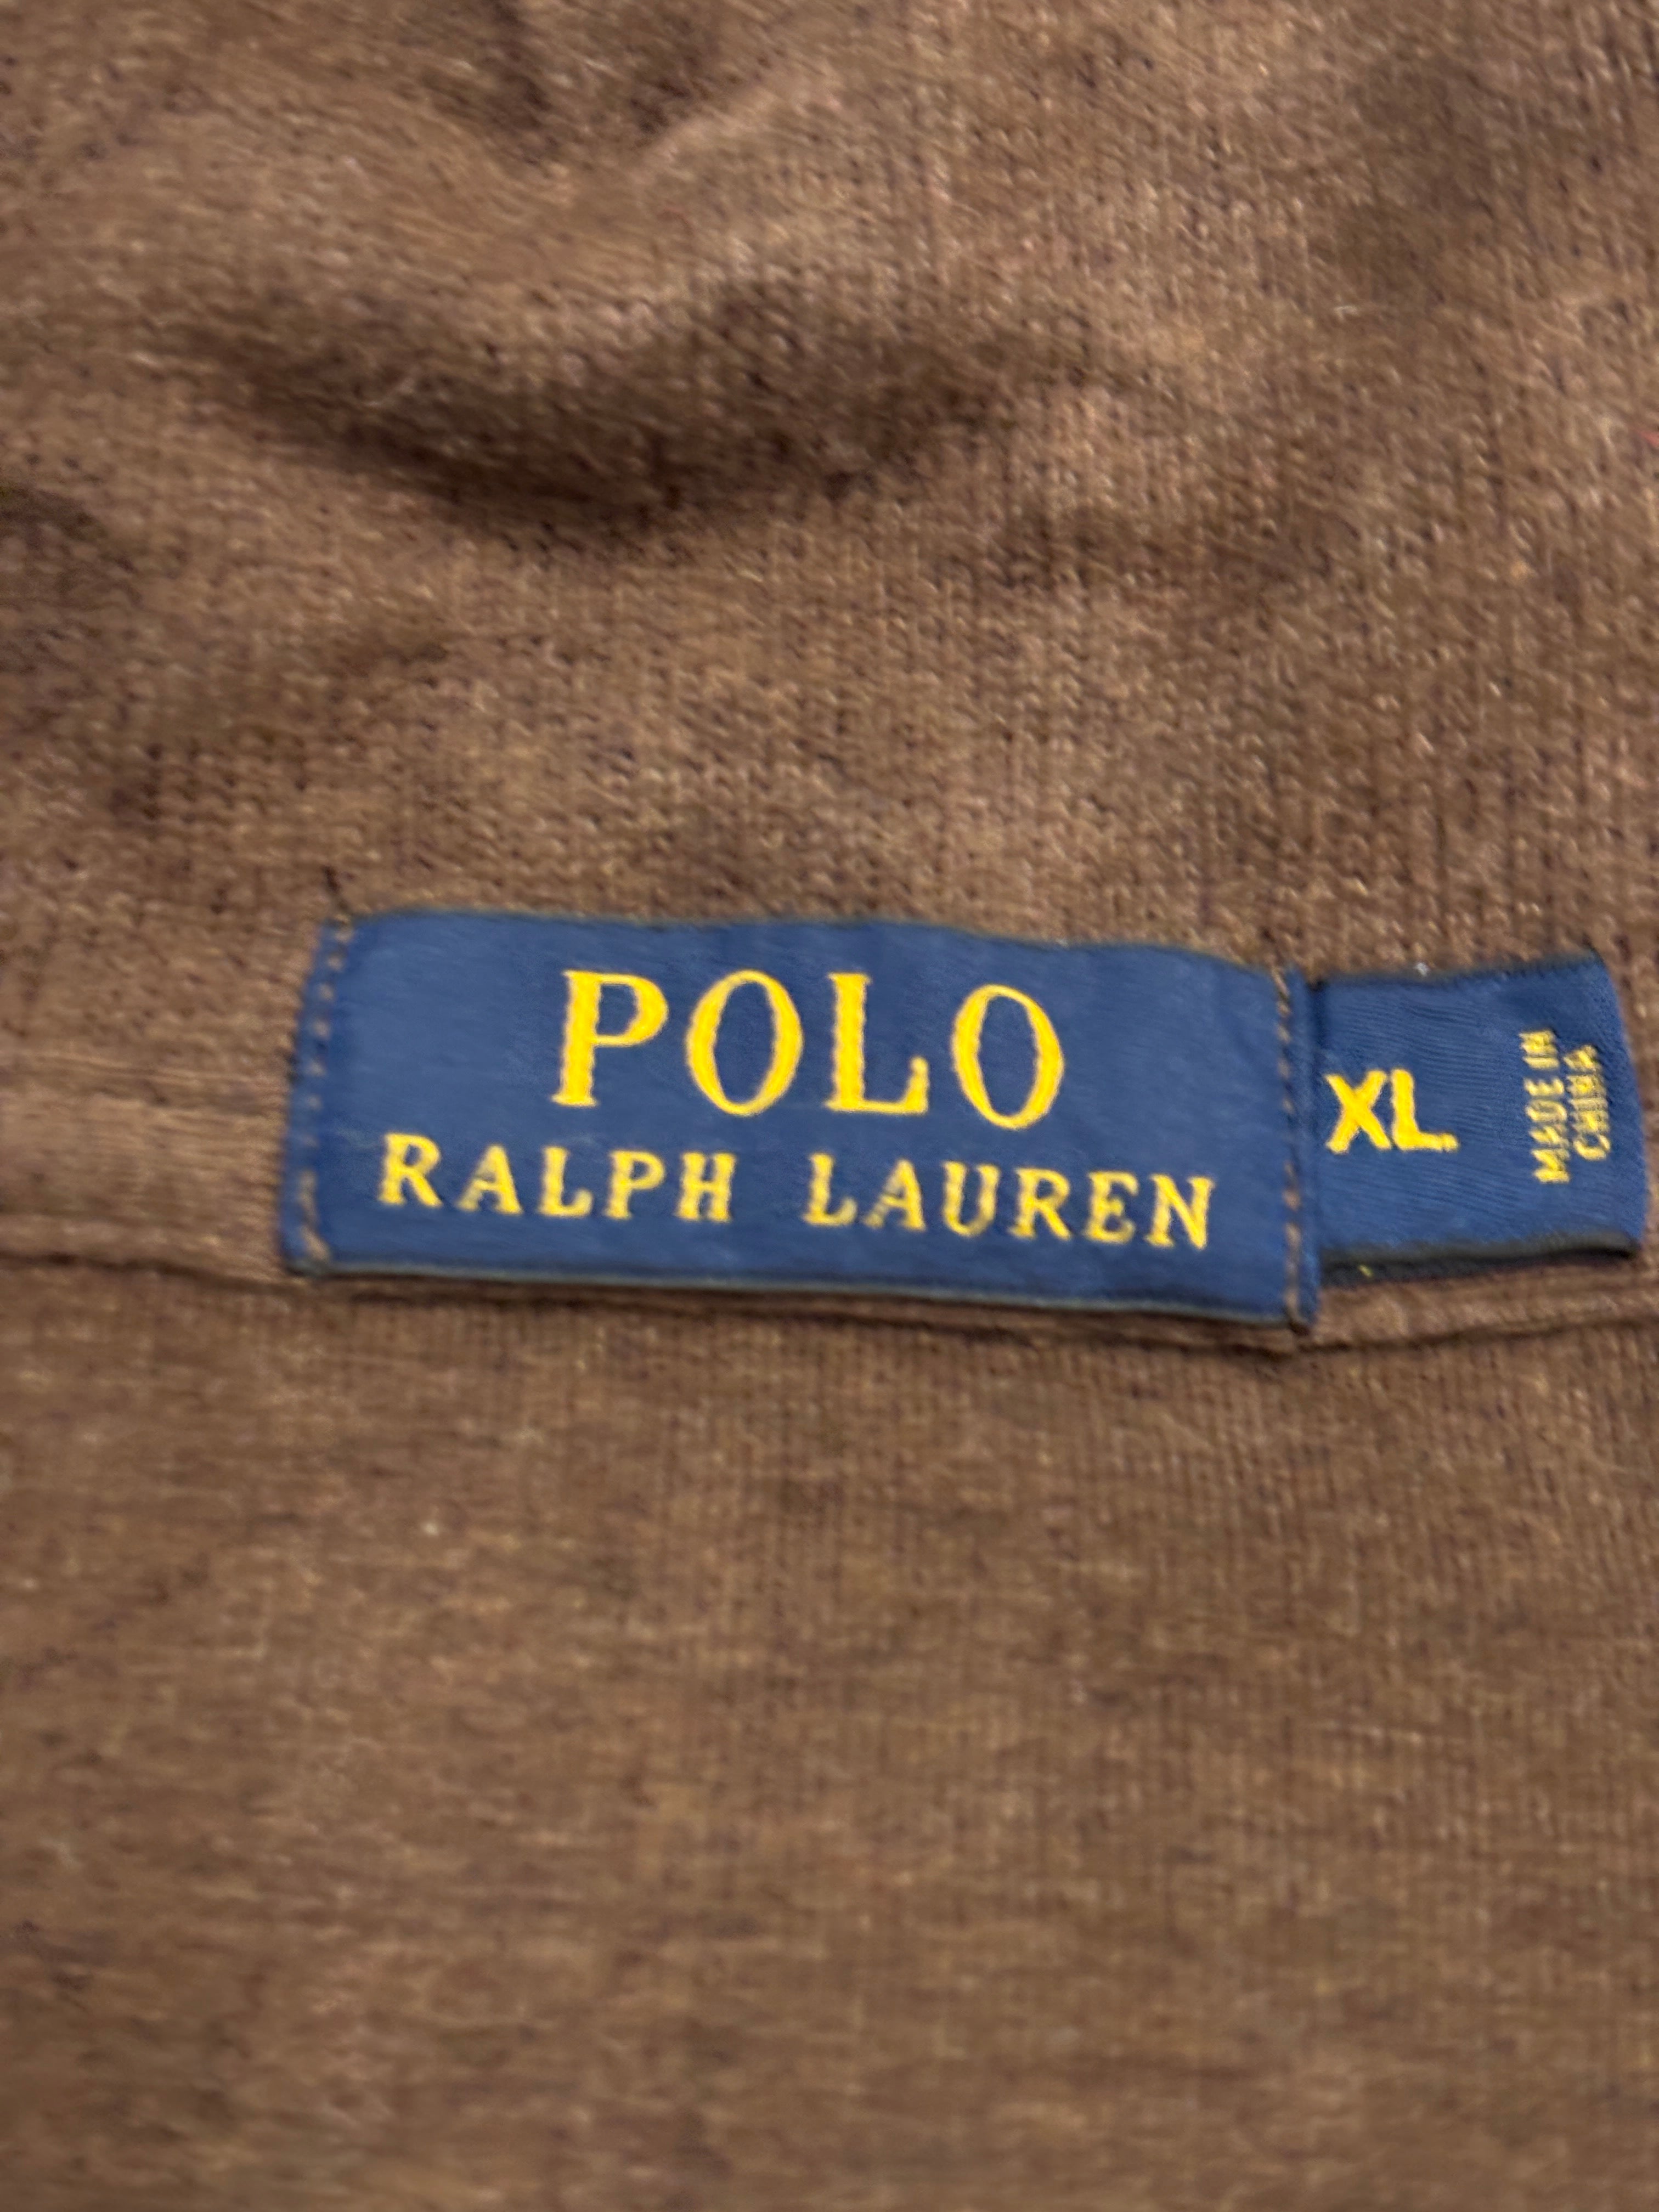 POLO
RALPH LAUREN
XL
MADE IN
CHINA